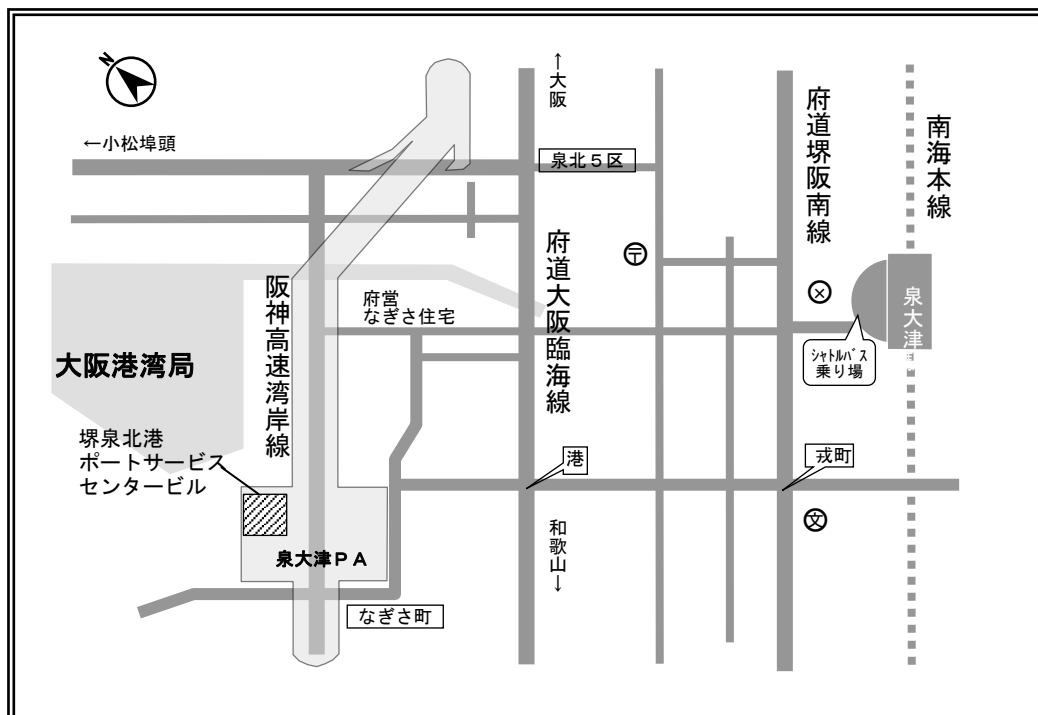 N
←小松埠頭
↑大阪
泉北５区
府道堺阪南線
南海本線
〒
府道大阪臨海線
阪神高速湾岸線
府営
なぎさ住宅
泉大津
ｼｬﾄﾙﾊﾞｽ
乗り場
大阪港湾局
堺泉北港
ポートサービス
センタービル
港
戎町
文
泉大津ＰＡ
和歌山↓
なぎさ町